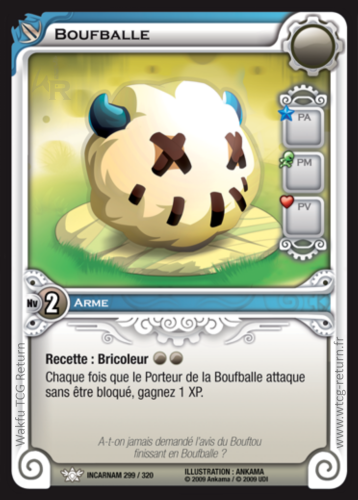 BOUFBALLE
PA
PM
PV
Nv 2 ARME
Recette : Bricoleur
Chaque fois que le Porteur de la Boufballe attaque
sans être bloqué, gagnez 1 XP.
A-t-on jamais demandé l'avis du Bouftou
finissant en Boufballe ?
INCARNAM 299 / 320
ILLUSTRATION : ANKAMA
© 2009 Ankama / © 2009 UDI
Wakfu TCG Return
www.wtcg-return.fr